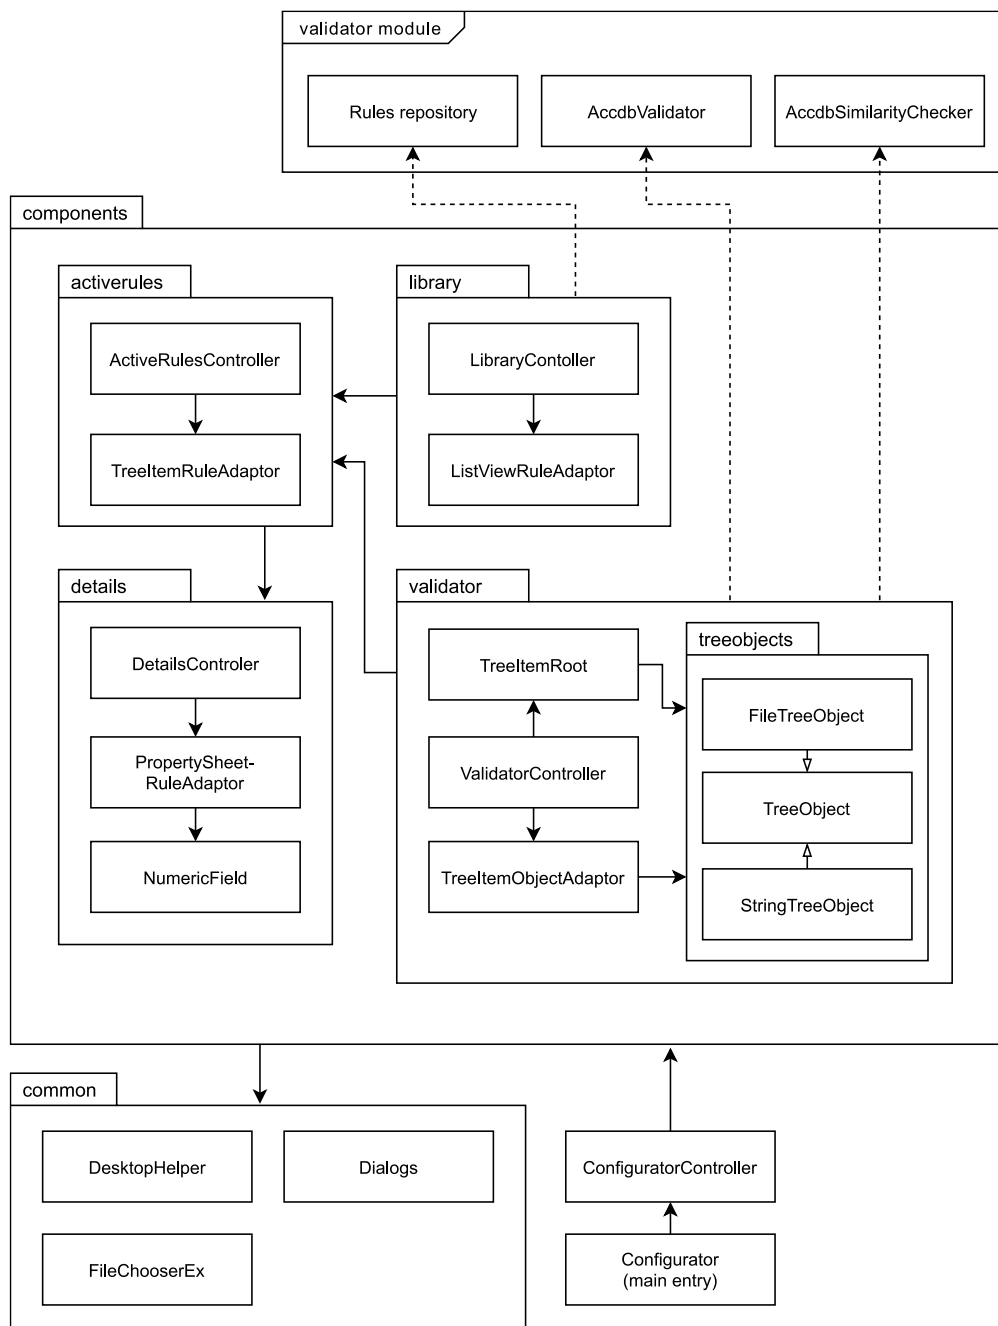 validator module
Rules repository
AccdbValidator
AccdbSimilarityChecker
components
activerules
library
ActiveRulesController
LibraryContoller
TreeItemRuleAdaptor
ListViewRuleAdaptor
details
validator
treeobjects
DetailsControler
TreeItemRoot
FileTreeObject
PropertySheet-
RuleAdaptor
ValidatorController
TreeObject
NumericField
TreeItemObjectAdaptor
StringTreeObject
common
DesktopHelper
Dialogs
ConfiguratorController
FileChooserEx
Configurator
(main entry)